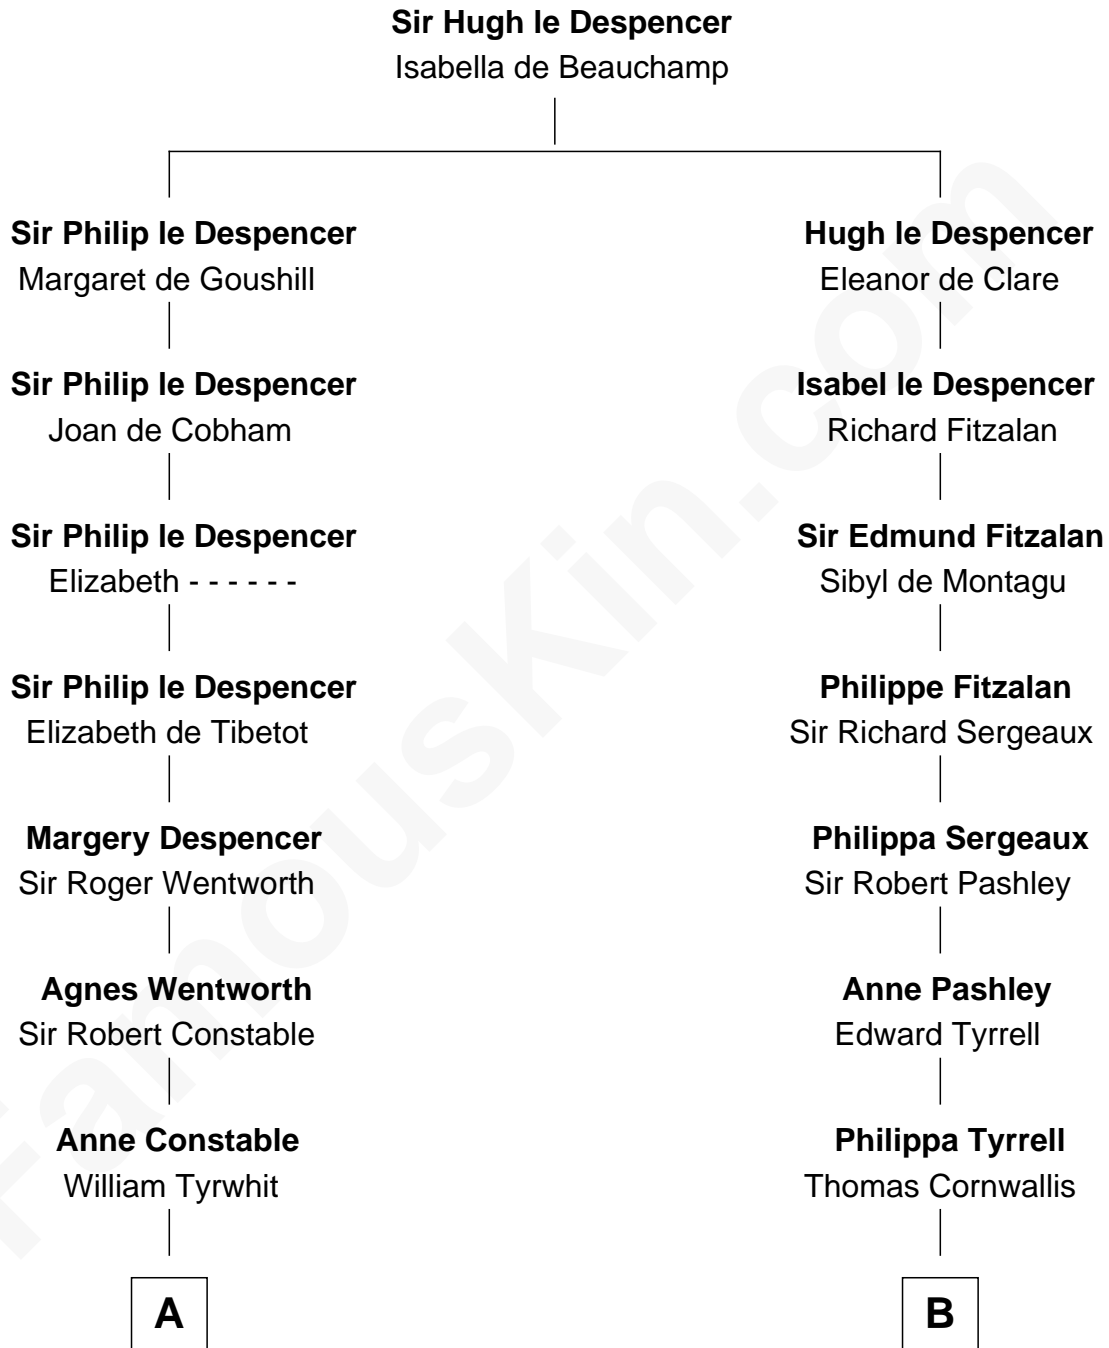 Sir Hugh le Despencer
Isabella de Beauchamp
Sir Philip le Despencer
Margaret de Goushill
Hugh le Despencer
Eleanor de Clare
Sir Philip le Despencer
Joan de Cobham
Isabel le Despencer
Richard Fitzalan
Sir Philip le Despencer
Elizabeth - - - - - -
Sir Edmund Fitzalan
Sibyl de Montagu
Sir Philip le Despencer
Elizabeth de Tibetot
Philippe Fitzalan
Sir Richard Sergeaux
Margery Despencer
Sir Roger Wentworth
Philippa Sergeaux
Sir Robert Pashley
Agnes Wentworth
Sir Robert Constable
Anne Pashley
Edward Tyrrell
Anne Constable
William Tyrwhit
Philippa Tyrrell
Thomas Cornwallis
A
B
FamousKin.com